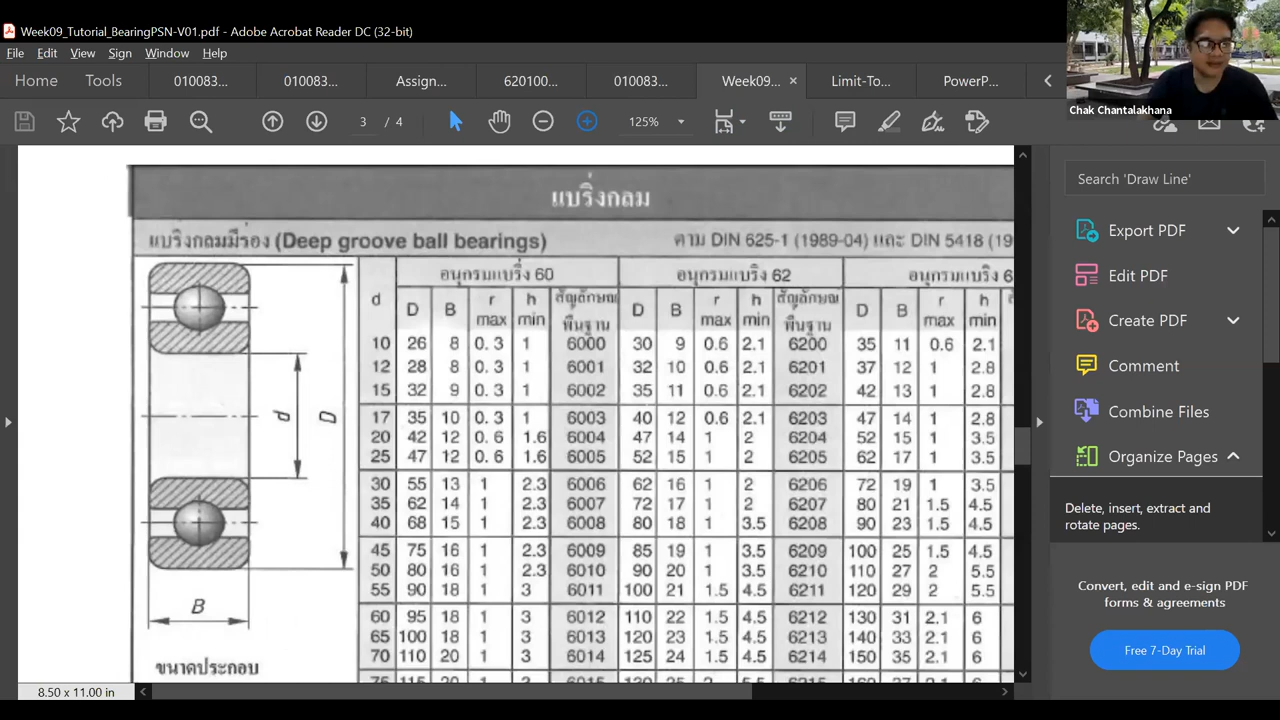 Week09_Tutorial_BearingPSN-V01.pdf - Adobe Acrobat Reader DC (32-bit)
File Edit View Sign Window Help
Home Tools 010083... 010083... Assign... 620100... 010083... Week09... × Limit-To... PowerP...
3 / 4 125%
Chak Chantalakhana
Search 'Draw Line'
Export PDF
Edit PDF
Create PDF
Comment
Combine Files
Organize Pages
Delete, insert, extract and
rotate pages.
Convert, edit and e-sign PDF
forms & agreements
Free 7-Day Trial
แบริ่งกลม
แบริงกลมมีร่อง (Deep groove ball bearings) ตาม DIN 625-1 (1989-04) และ DIN 5418 (19
อนุกรมแบริ่ง 60 อนุกรมแบริง 62 อนุกรมแบริง 6
d D B r max h min สัญลักษณ พื้นฐาน D B r max h min สัญลักษณ พื้นฐาน D B r max h min
10 26 8 0.3 1 6000 30 9 0.6 2.1 6200 35 11 0.6 2.1
12 28 8 0.3 1 6001 32 10 0.6 2.1 6201 37 12 1 2.8
15 32 9 0.3 1 6002 35 11 0.6 2.1 6202 42 13 1 2.8
17 35 10 0.3 1 6003 40 12 0.6 2.1 6203 47 14 1 2.8
20 42 12 0.6 1.6 6004 47 14 1 2 6204 52 15 1 3.5
25 47 12 0.6 1.6 6005 52 15 1 2 6205 62 17 1 3.5
30 55 13 1 2.3 6006 62 16 1 2 6206 72 19 1 3.5
35 62 14 1 2.3 6007 72 17 1 2 6207 80 21 1.5 4.5
40 68 15 1 2.3 6008 80 18 1 3.5 6208 90 23 1.5 4.5
45 75 16 1 2.3 6009 85 19 1 3.5 6209 100 25 1.5 4.5
50 80 16 1 2.3 6010 90 20 1 3.5 6210 110 27 2 5.5
55 90 18 1 3 6011 100 21 1.5 4.5 6211 120 29 2 5.5
60 95 18 1 3 6012 110 22 1.5 4.5 6212 130 31 2.1 6
65 100 18 1 3 6013 120 23 1.5 4.5 6213 140 33 2.1 6
70 110 20 1 3 6014 125 24 1.5 4.5 6214 150 35 2.1 6
d D
B
ขนาดประกอบ
8.50 x 11.00 in